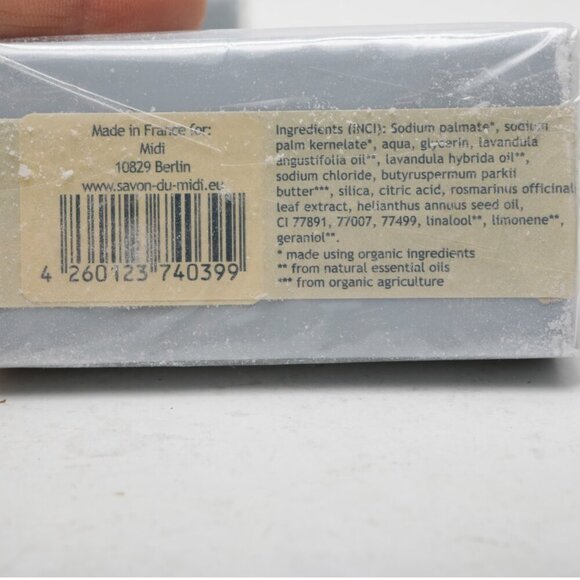 Made in France for:
Midi
10829 Berlin
www.savon-du-midi.eu
4 260123 740399
Ingredients (INCI): Sodium palmate*, sodium
palm kernelate*, aqua, glycerin, lavandula
angustifolia oil**, lavandula hybrida oil**,
sodium chloride, butyruspermum parkii
butter***, silica, citric acid, rosmarinus officinal
leaf extract, helianthus annuus seed oil,
CI 77891, 77007, 77499, linalool**, limonene**,
geraniol**.
* made using organic ingredients
** from natural essential oils
*** from organic agriculture